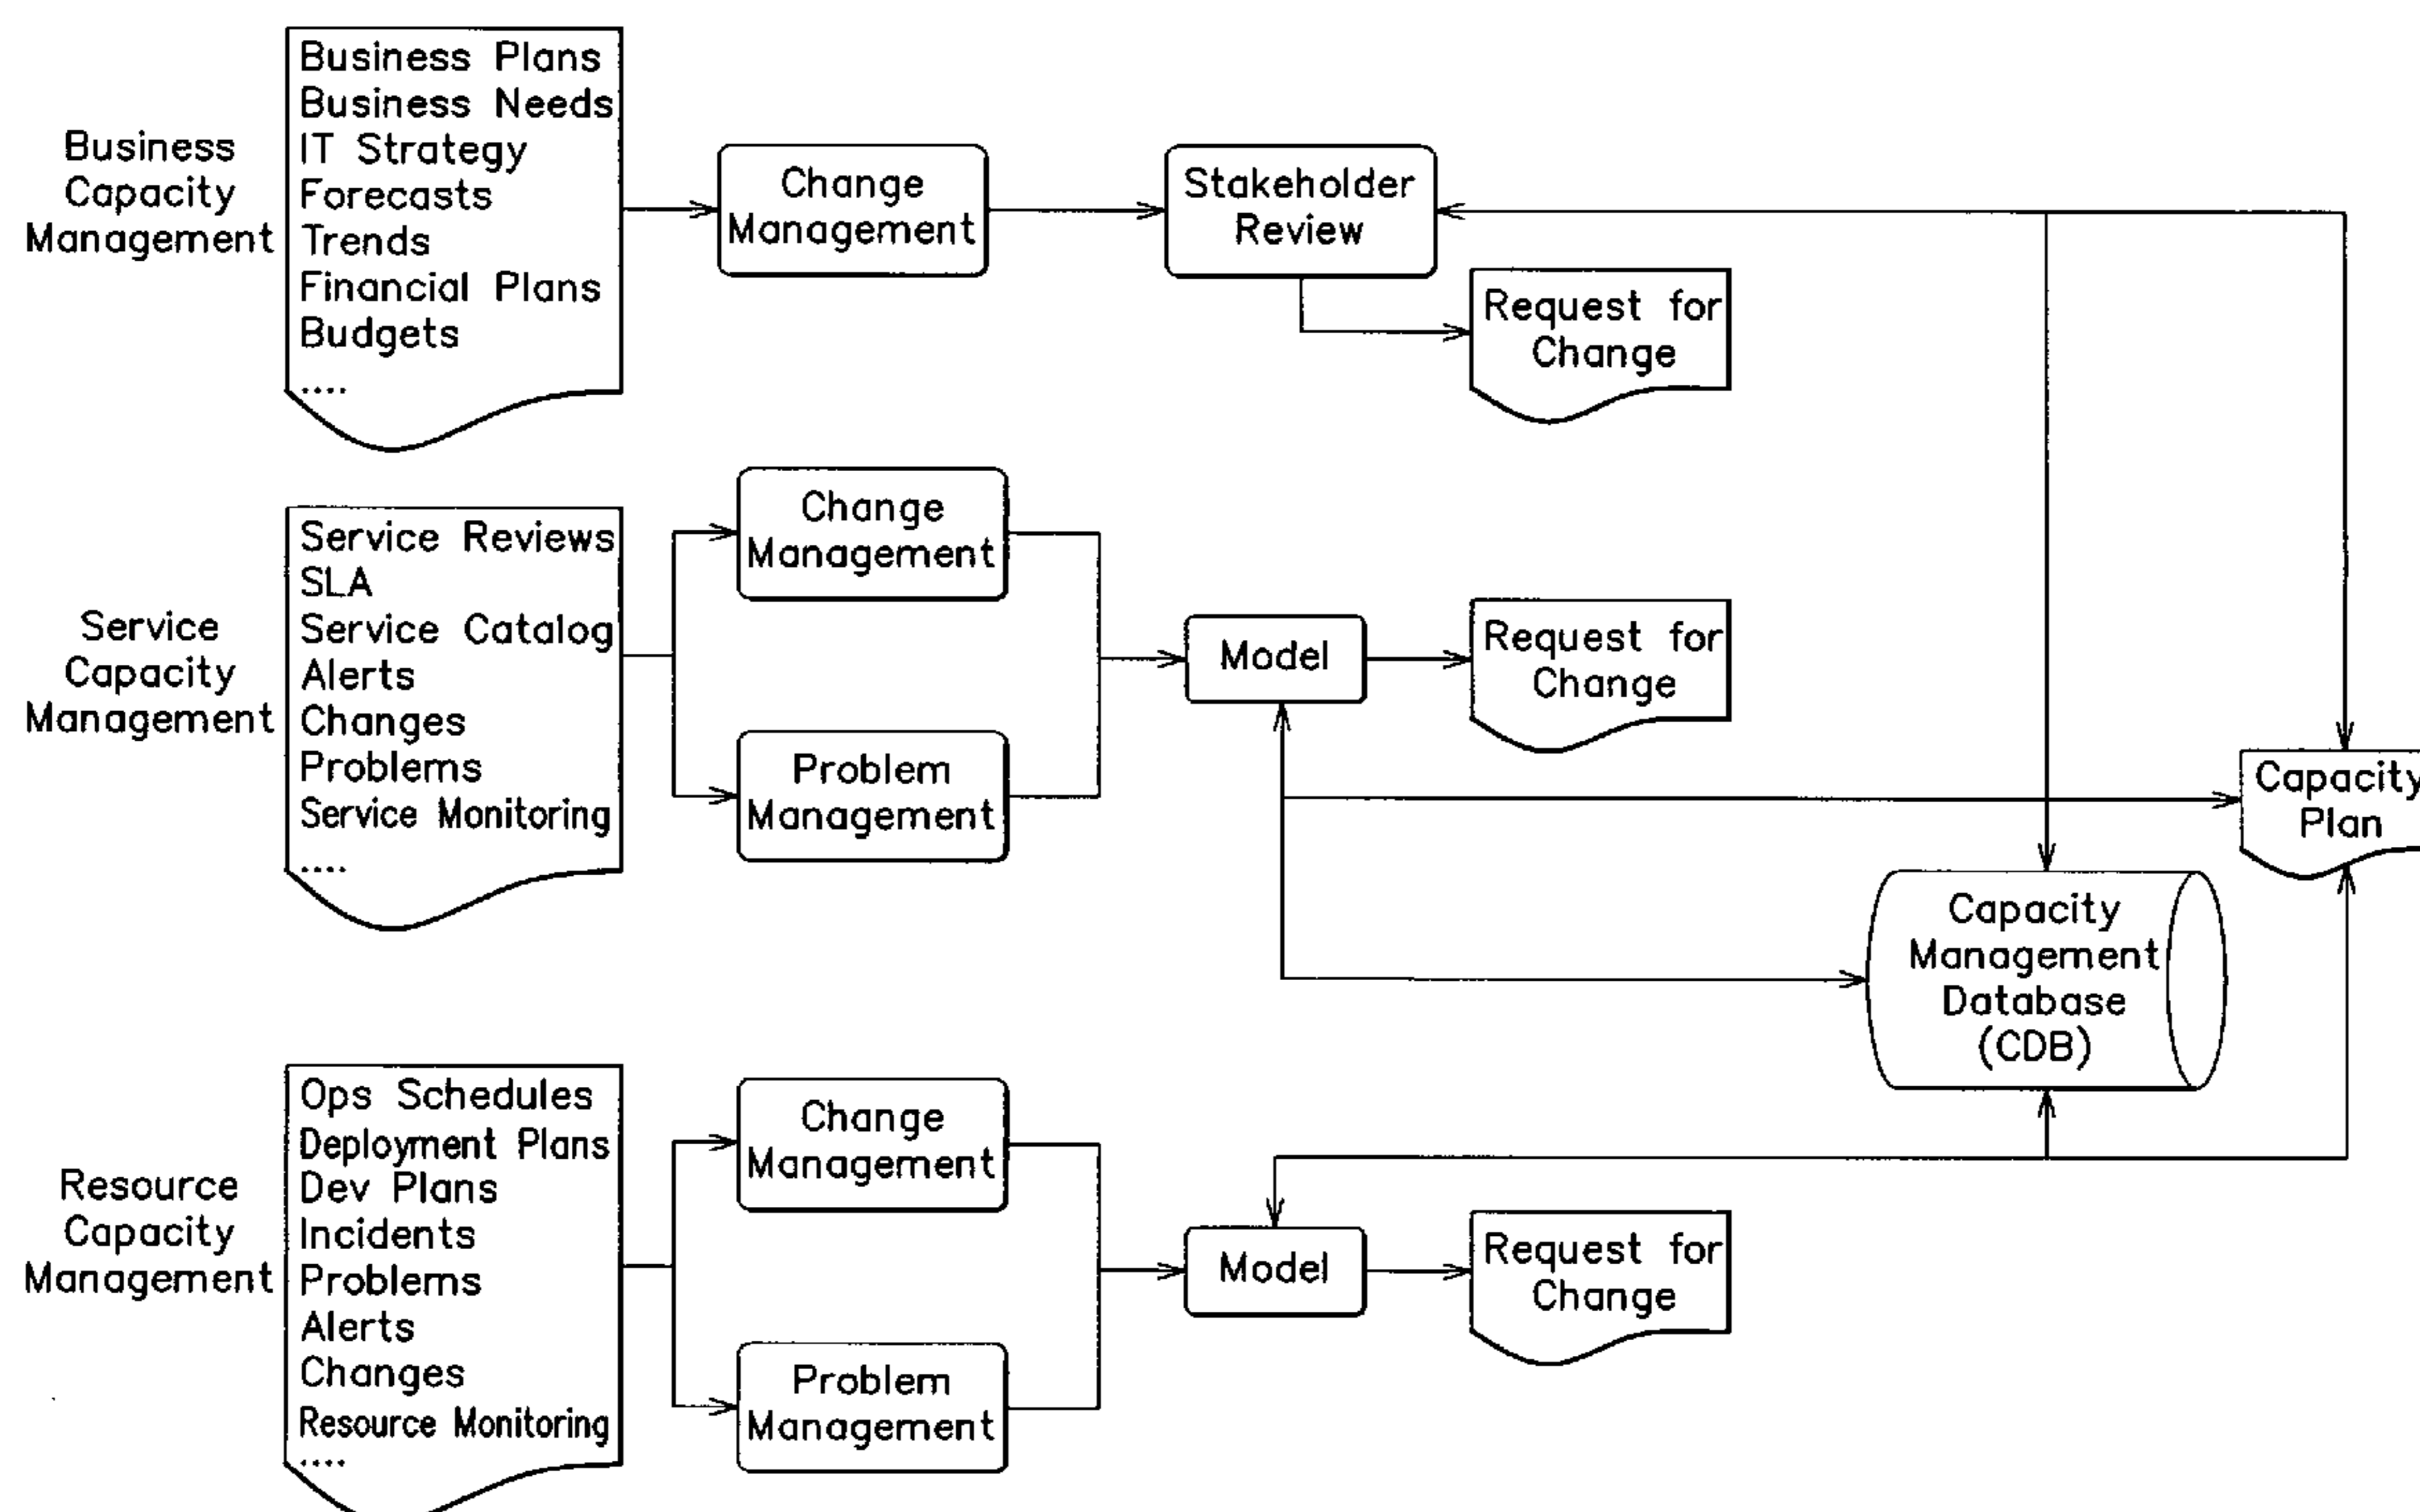 Business
Capacity
Management
Business Plans
Business Needs
IT Strategy
Forecasts
Trends
Financial Plans
Budgets
....
Change
Management
Stakeholder
Review
Request for
Change
Service
Capacity
Management
Service Reviews
SLA
Service Catalog
Alerts
Changes
Problems
Service Monitoring
....
Change
Management
Problem
Management
Model
Request for
Change
Capacity
Plan
Capacity
Management
Database
(CDB)
Resource
Capacity
Management
Ops Schedules
Deployment Plans
Dev Plans
Incidents
Problems
Alerts
Changes
Resource Monitoring
....
Change
Management
Problem
Management
Model
Request for
Change